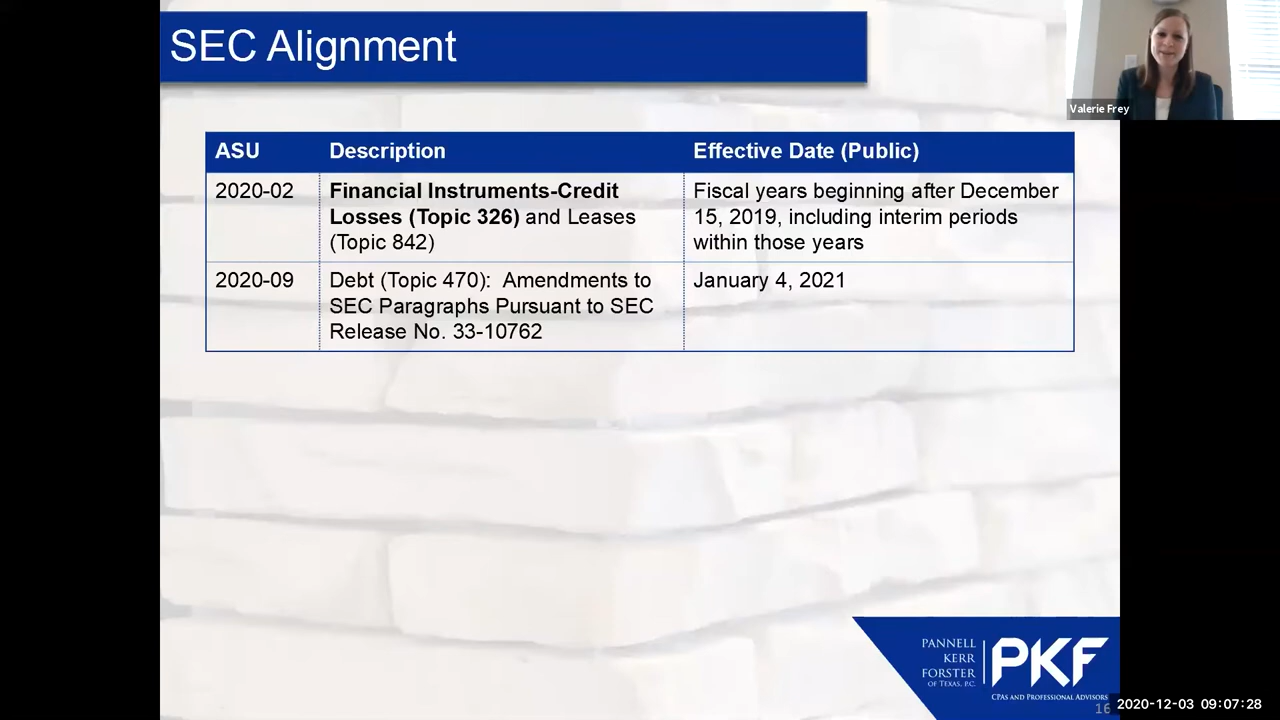 SEC Alignment
Valerie Frey
ASU Description Effective Date (Public)
2020-02 Financial Instruments-Credit Fiscal years beginning after December
Losses (Topic 326) and Leases 15, 2019, including interim periods
(Topic 842) within those years
2020-09 Debt (Topic 470): Amendments to January 4, 2021
SEC Paragraphs Pursuant to SEC
Release No. 33-10762
PANNELL
KERR
FORSTER
OF TEXAS, P.C.
PKF
CPAS AND PROFESSIONAL ADVISORS
16
2020-12-03 09:07:28